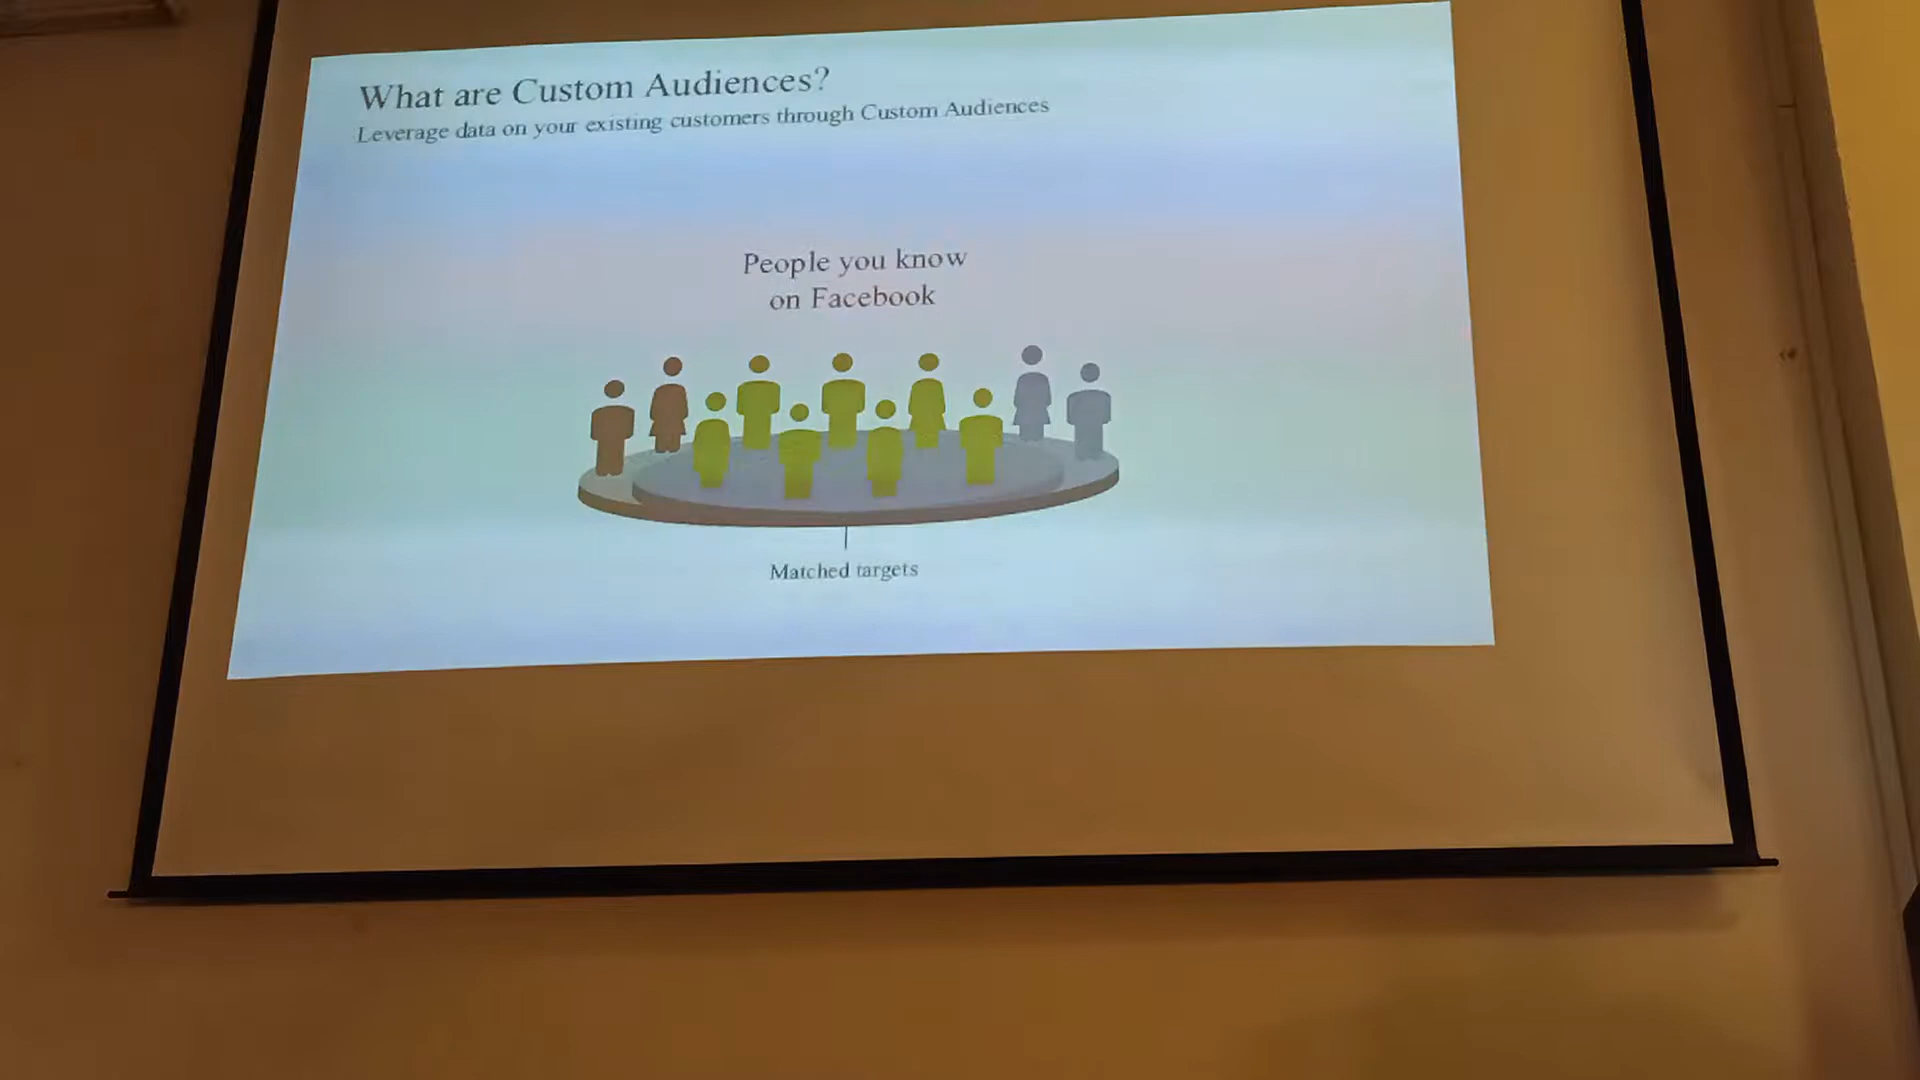 What are Custom Audiences?
Leverage data on your existing customers through Custom Audiences
People you know
on Facebook
Matched targets